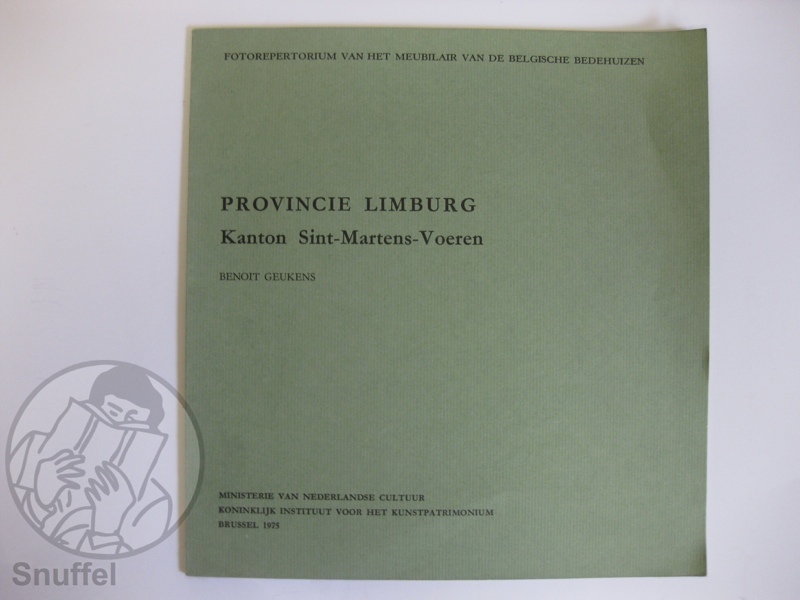 FOTOREPERTORIUM VAN HET MEUBILAIR VAN DE BELGISCHE BEDEHUIZEN
PROVINCIE LIMBURG
Kanton Sint-Martens-Voeren
BENOIT GEUKENS
MINISTERIE VAN NEDERLANDSE CULTUUR
KONINKLIJK INSTITUUT VOOR HET KUNSTPATRIMONIUM
BRUSSEL 1975
Snuffel